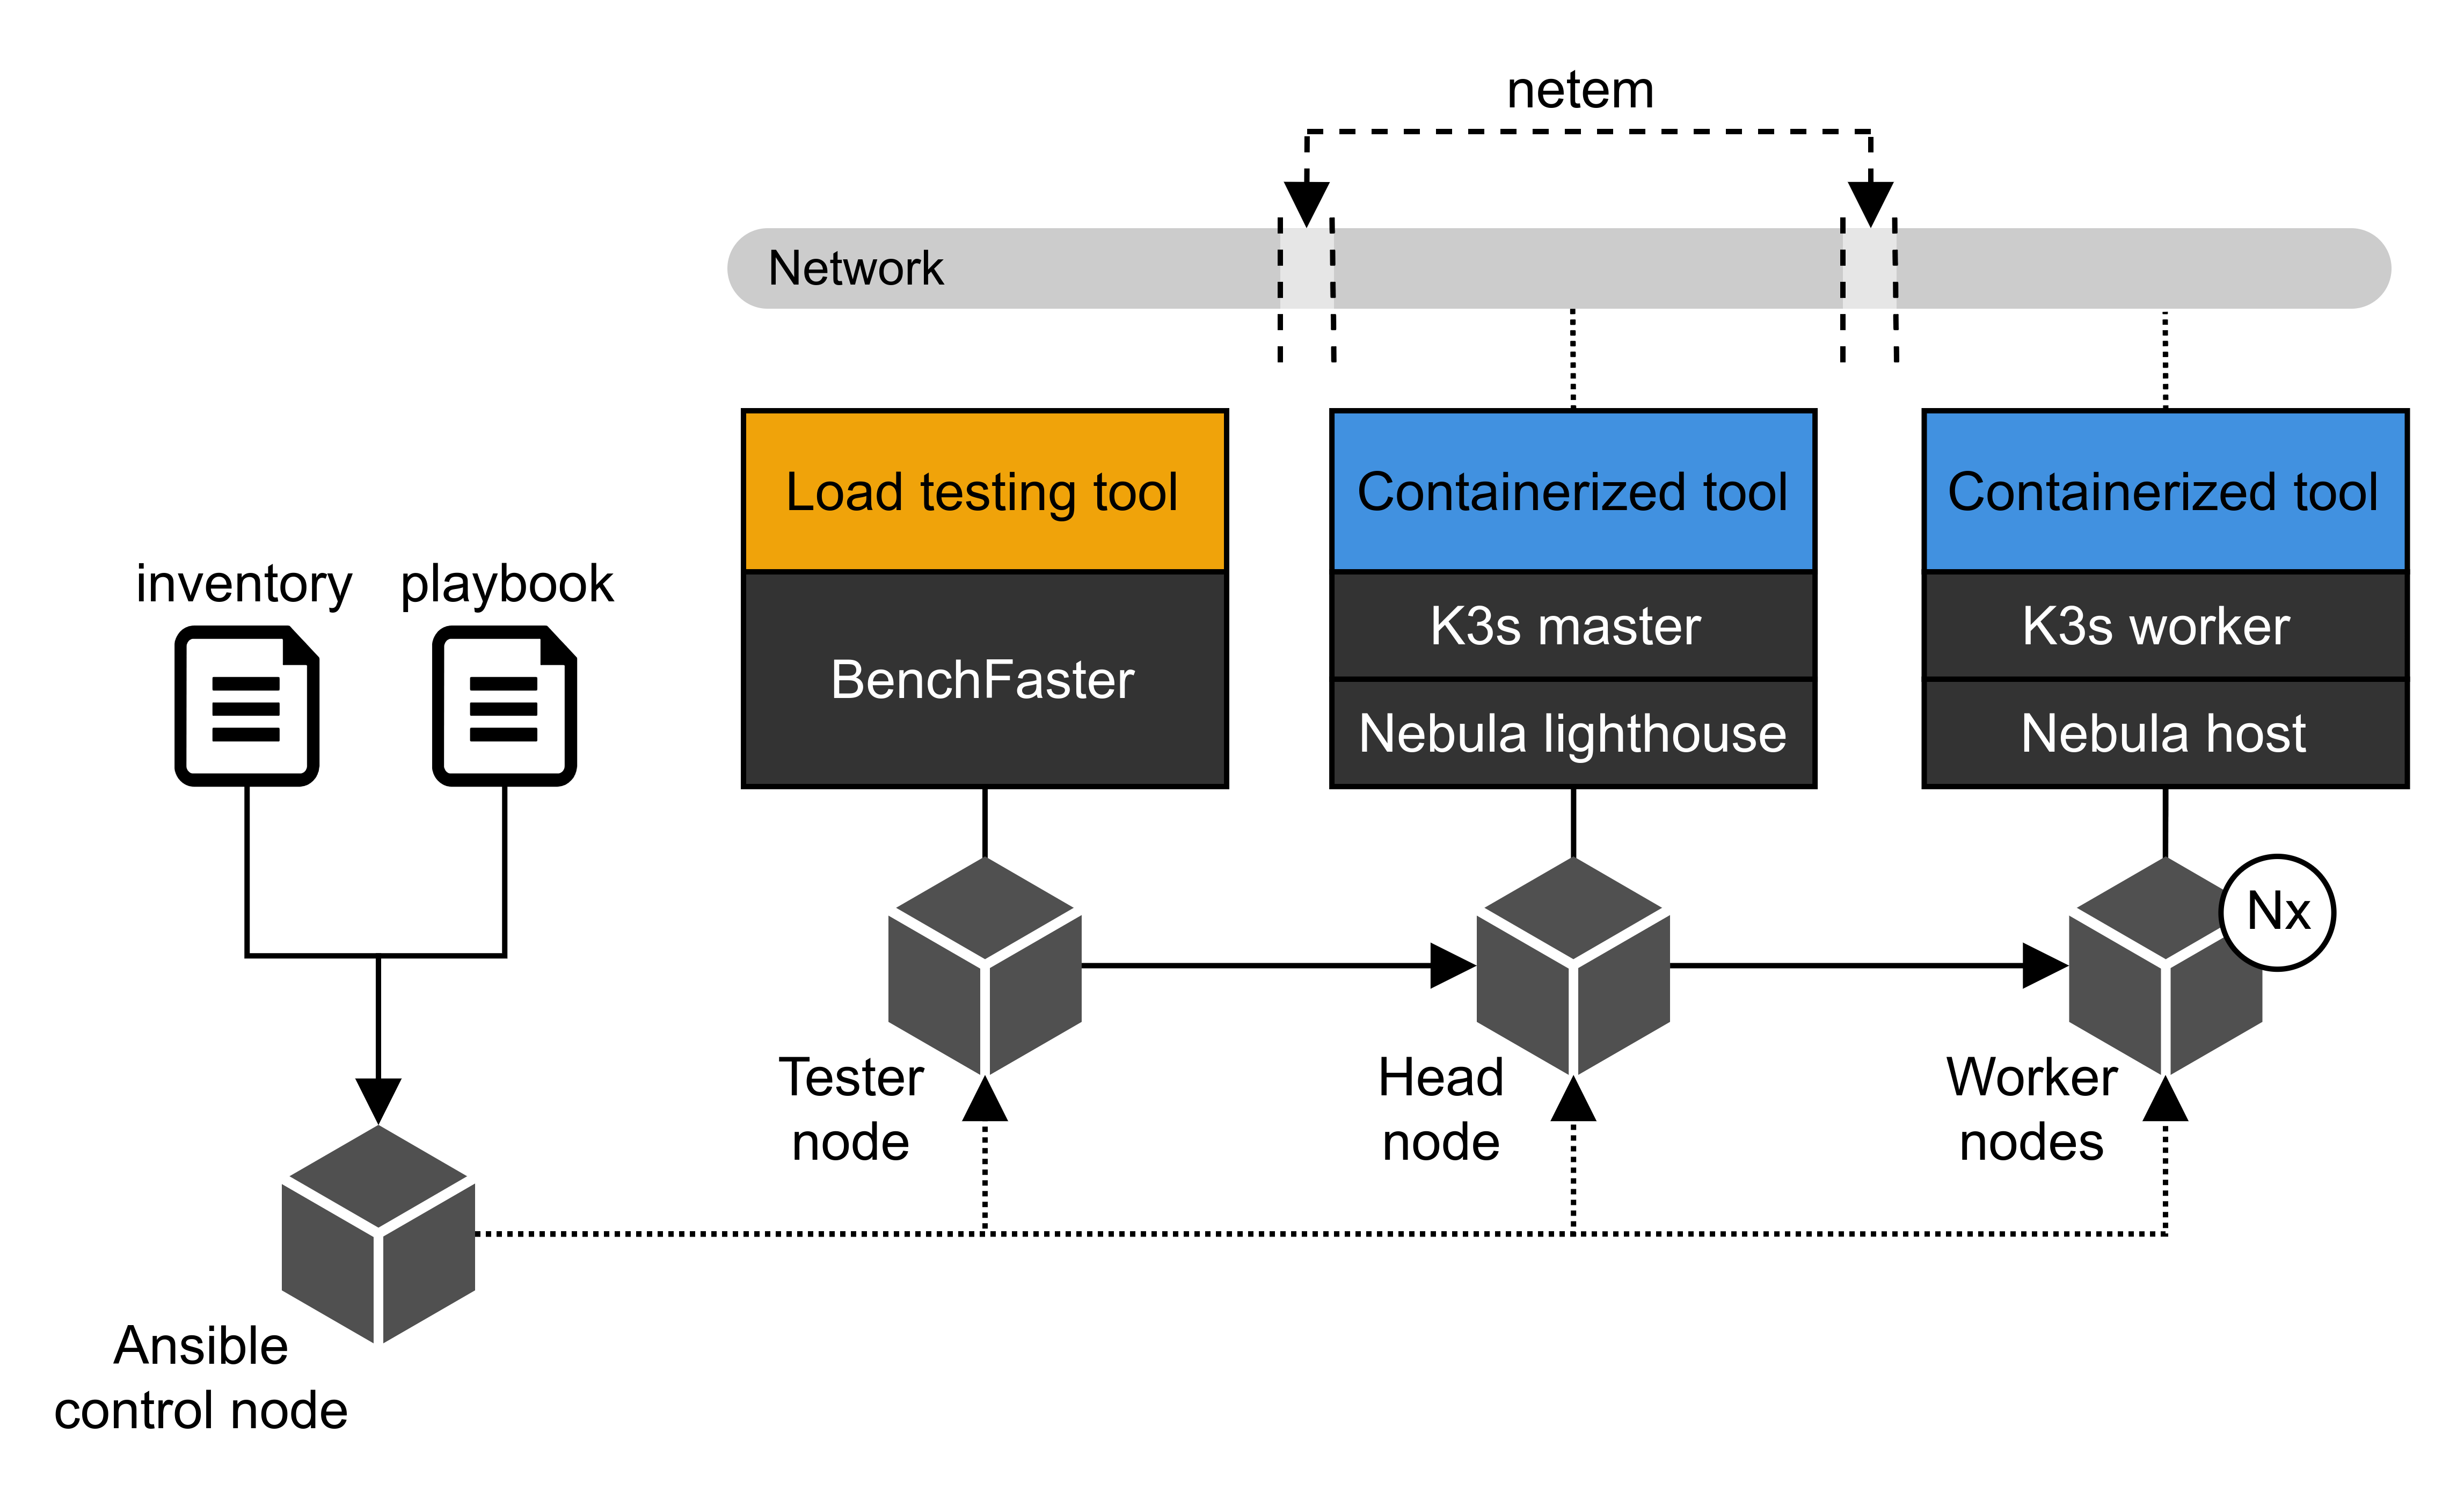 netem
Network
Load testing tool
Containerized tool
Containerized tool
inventory
playbook
BenchFaster
K3s master
K3s worker
Nebula lighthouse
Nebula host
Nx
Tester
node
Head
node
Worker
nodes
Ansible
control node